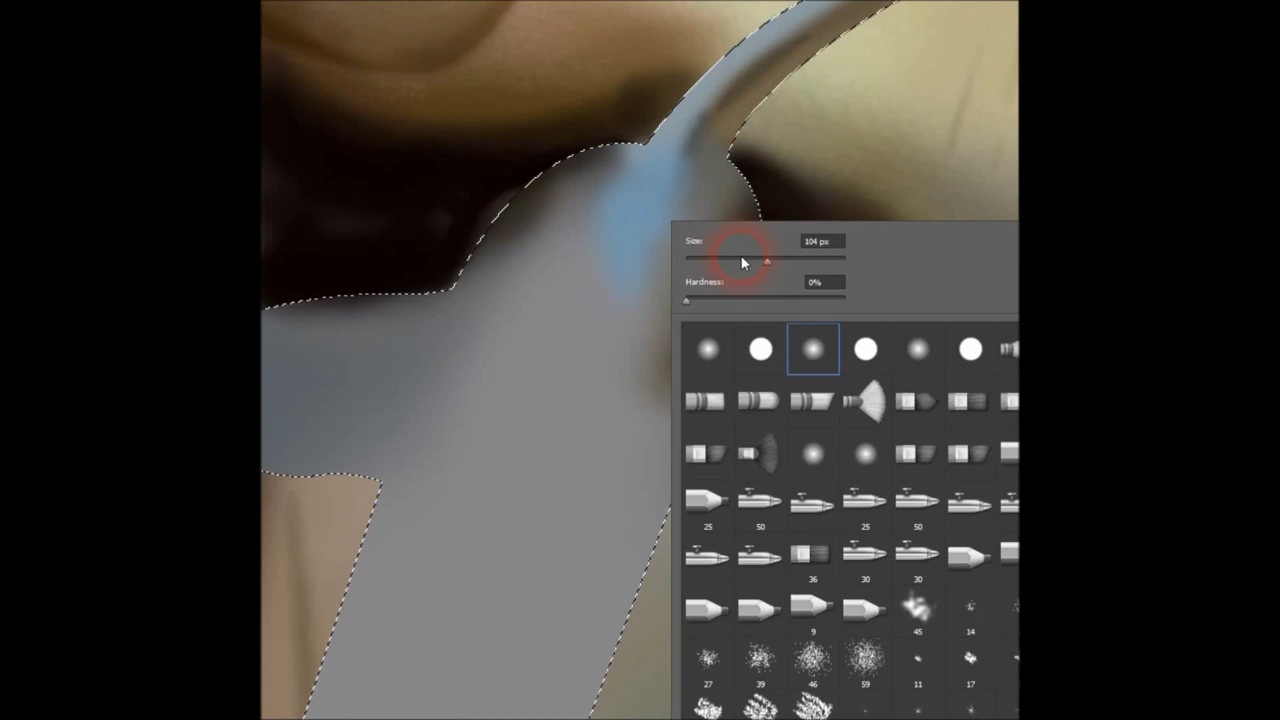 Size: 104 px
Hardness: 0%
25 50 25 50
36 30 30
9 45 14
27 39 46 59 11 17